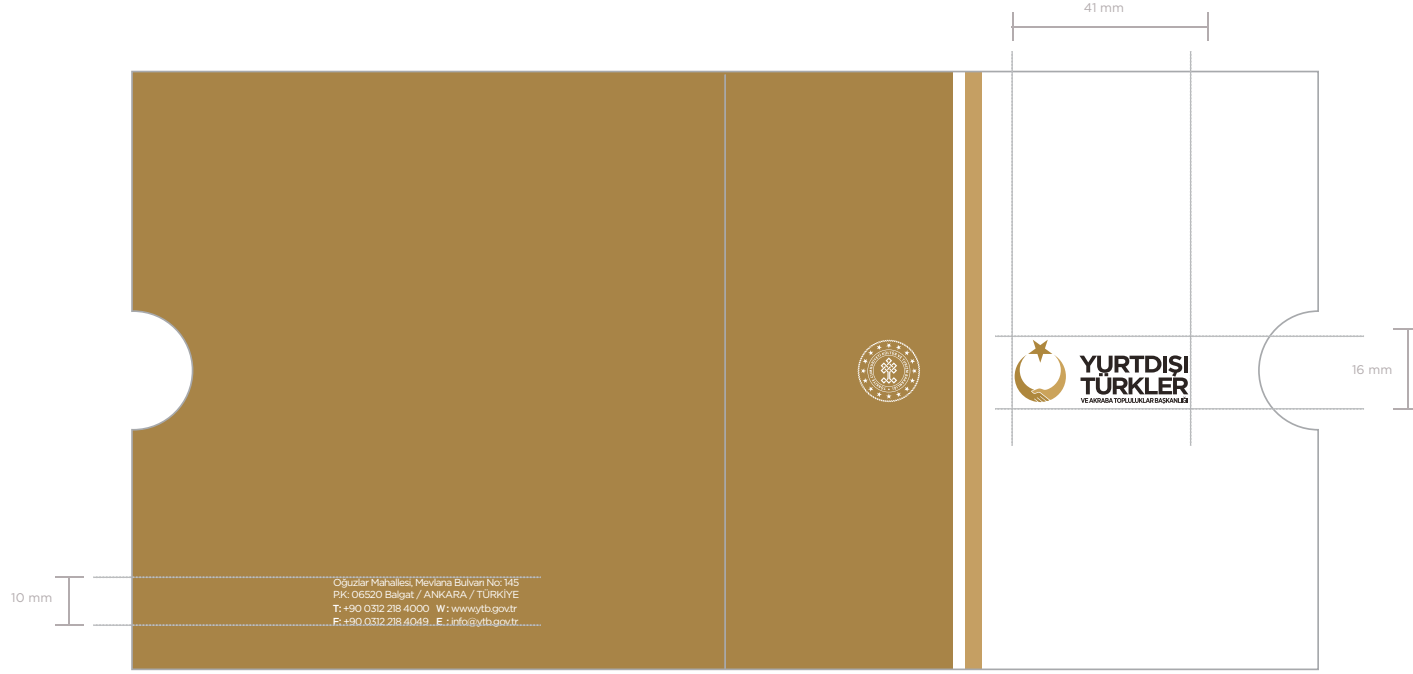 41 mm
YURTDIŞI
TÜRKLER
VE AKRABA TOPLULUKLAR BAŞKANLIĞI
16 mm
10 mm
Oğuzlar Mahallesi, Mevlana Bulvarı No: 145
P.K: 06520 Balgat / ANKARA / TÜRKİYE
T: +90 0312 218 4000 W: www.ytb.gov.tr
F: +90 0312 218 4049 E : info@ytb.gov.tr